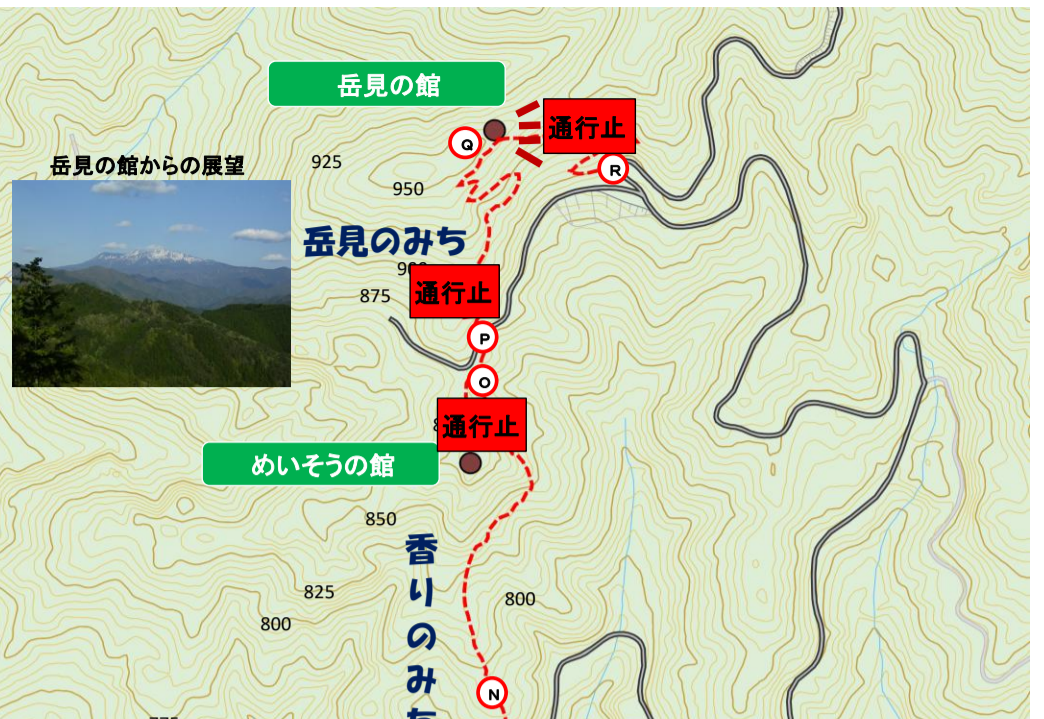 岳見の館
通行止
Q
R
岳見の館からの展望
925
950
岳見のみち
875
通行止
P
O
通行止
めいそうの館
850
香りのみち
825
800
800
N